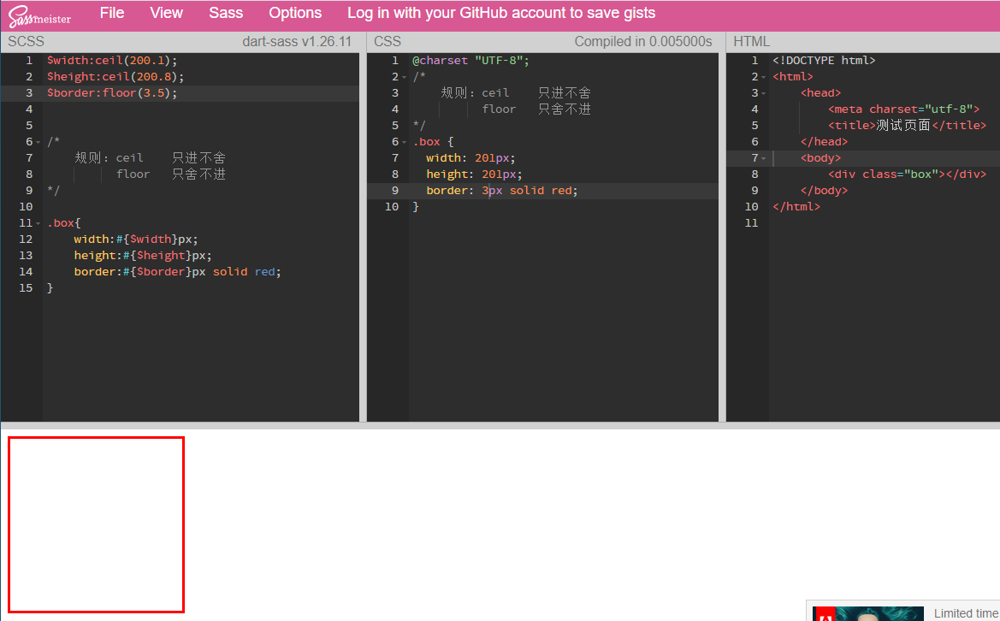 Sassmeister File View Sass Options Log in with your GitHub account to save gists
SCSS dart-sass v1.26.11
1 $width:ceil(200.1);
2 $height:ceil(200.8);
3 $border:floor(3.5);
4
5
6 /*
7 规则：ceil 只进不舍
8 floor 只舍不进
9 */
10
11 .box{
12 width:#{$width}px;
13 height:#{$height}px;
14 border:#{$border}px solid red;
15 }
CSS Compiled in 0.005000s
1 @charset "UTF-8";
2 /*
3 规则：ceil 只进不舍
4 floor 只舍不进
5 */
6 .box {
7 width: 201px;
8 height: 201px;
9 border: 3px solid red;
10 }
HTML
1 <!DOCTYPE html>
2 <html>
3 <head>
4 <meta charset="utf-8">
5 <title>测试页面</title>
6 </head>
7 <body>
8 <div class="box"></div>
9 </body>
10 </html>
11
Limited time